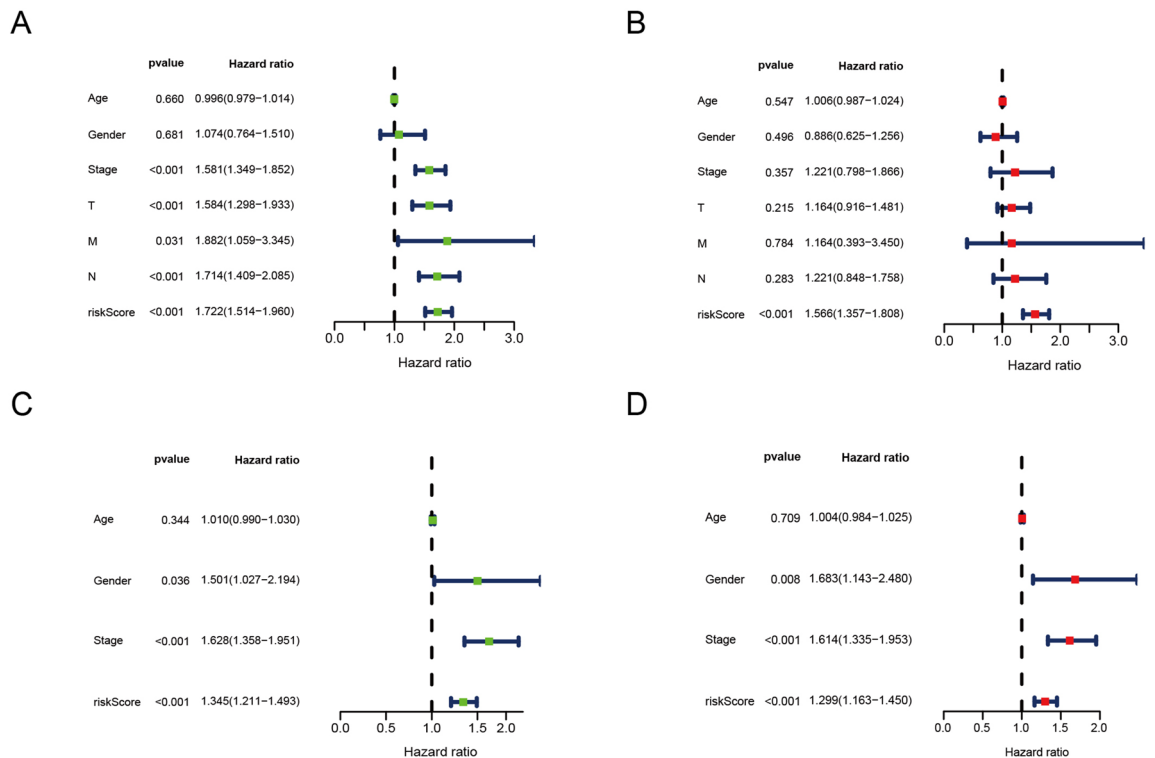 A
pvalue Hazard ratio
Age 0.660 0.996(0.979−1.014)
Gender 0.681 1.074(0.764−1.510)
Stage <0.001 1.581(1.349−1.852)
T <0.001 1.584(1.298−1.933)
M 0.031 1.882(1.059−3.345)
N <0.001 1.714(1.409−2.085)
riskScore <0.001 1.722(1.514−1.960)
0.0 1.0 2.0 3.0
Hazard ratio
B
pvalue Hazard ratio
Age 0.547 1.006(0.987−1.024)
Gender 0.496 0.886(0.625−1.256)
Stage 0.357 1.221(0.798−1.866)
T 0.215 1.164(0.916−1.481)
M 0.784 1.164(0.393−3.450)
N 0.283 1.221(0.848−1.758)
riskScore <0.001 1.566(1.357−1.808)
0.0 1.0 2.0 3.0
Hazard ratio
C
pvalue Hazard ratio
Age 0.344 1.010(0.990−1.030)
Gender 0.036 1.501(1.027−2.194)
Stage <0.001 1.628(1.358−1.951)
riskScore <0.001 1.345(1.211−1.493)
0.0 0.5 1.0 1.5 2.0
Hazard ratio
D
pvalue Hazard ratio
Age 0.709 1.004(0.984−1.025)
Gender 0.008 1.683(1.143−2.480)
Stage <0.001 1.614(1.335−1.953)
riskScore <0.001 1.299(1.163−1.450)
0.0 0.5 1.0 1.5 2.0
Hazard ratio